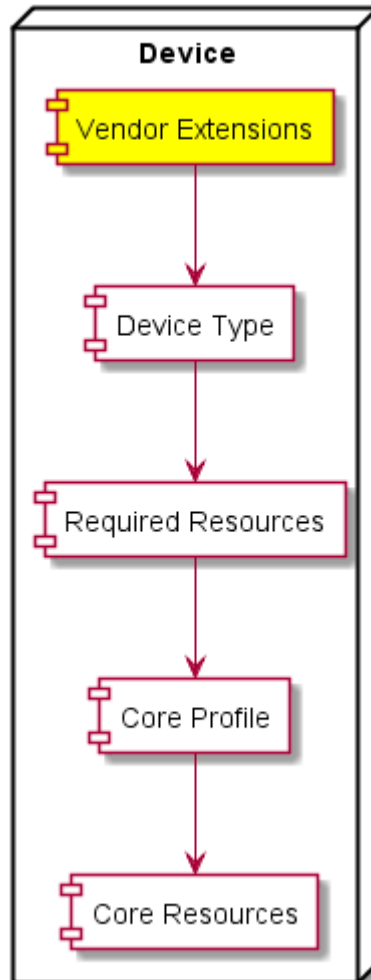 Device
Vendor Extensions
Device Type
Required Resources
Core Profile
Core Resources